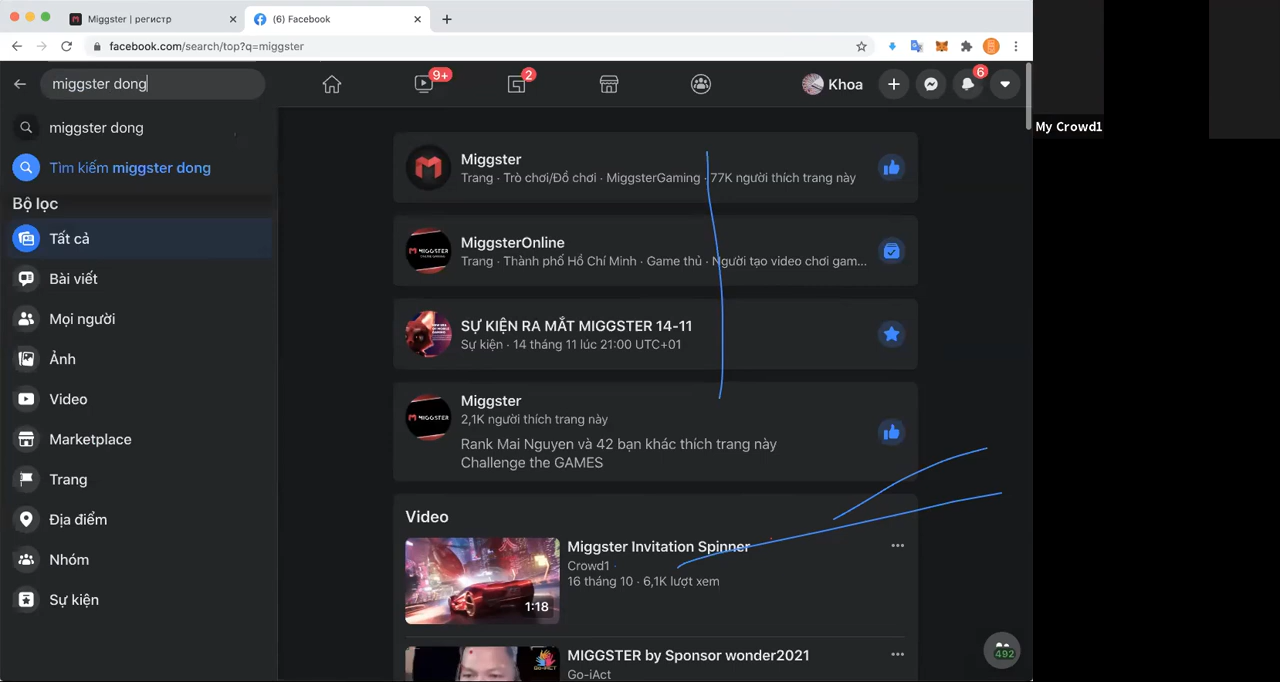 Miggster | регистр
(6) Facebook
facebook.com/search/top?q=miggster
miggster dong
9+
2
Khoa
6
My Crowd1
miggster dong
Tìm kiếm miggster dong
Bộ lọc
Tất cả
Bài viết
Mọi người
Ảnh
Video
Marketplace
Trang
Địa điểm
Nhóm
Sự kiện
Miggster
Trang · Trò chơi/Đồ chơi · MiggsterGaming · 77K người thích trang này
MIGGSTER
MiggsterOnline
Trang · Thành phố Hồ Chí Minh · Game thủ · Người tạo video chơi gam...
SỰ KIỆN RA MẮT MIGGSTER 14-11
Sự kiện · 14 tháng 11 lúc 21:00 UTC+01
MIGGSTER
Miggster
2,1K người thích trang này
Rank Mai Nguyen và 42 bạn khác thích trang này
Challenge the GAMES
Video
Miggster Invitation Spinner
Crowd1 ·
16 tháng 10 · 6,1K lượt xem
1:18
MIGGSTER by Sponsor wonder2021
Go-iAct
492